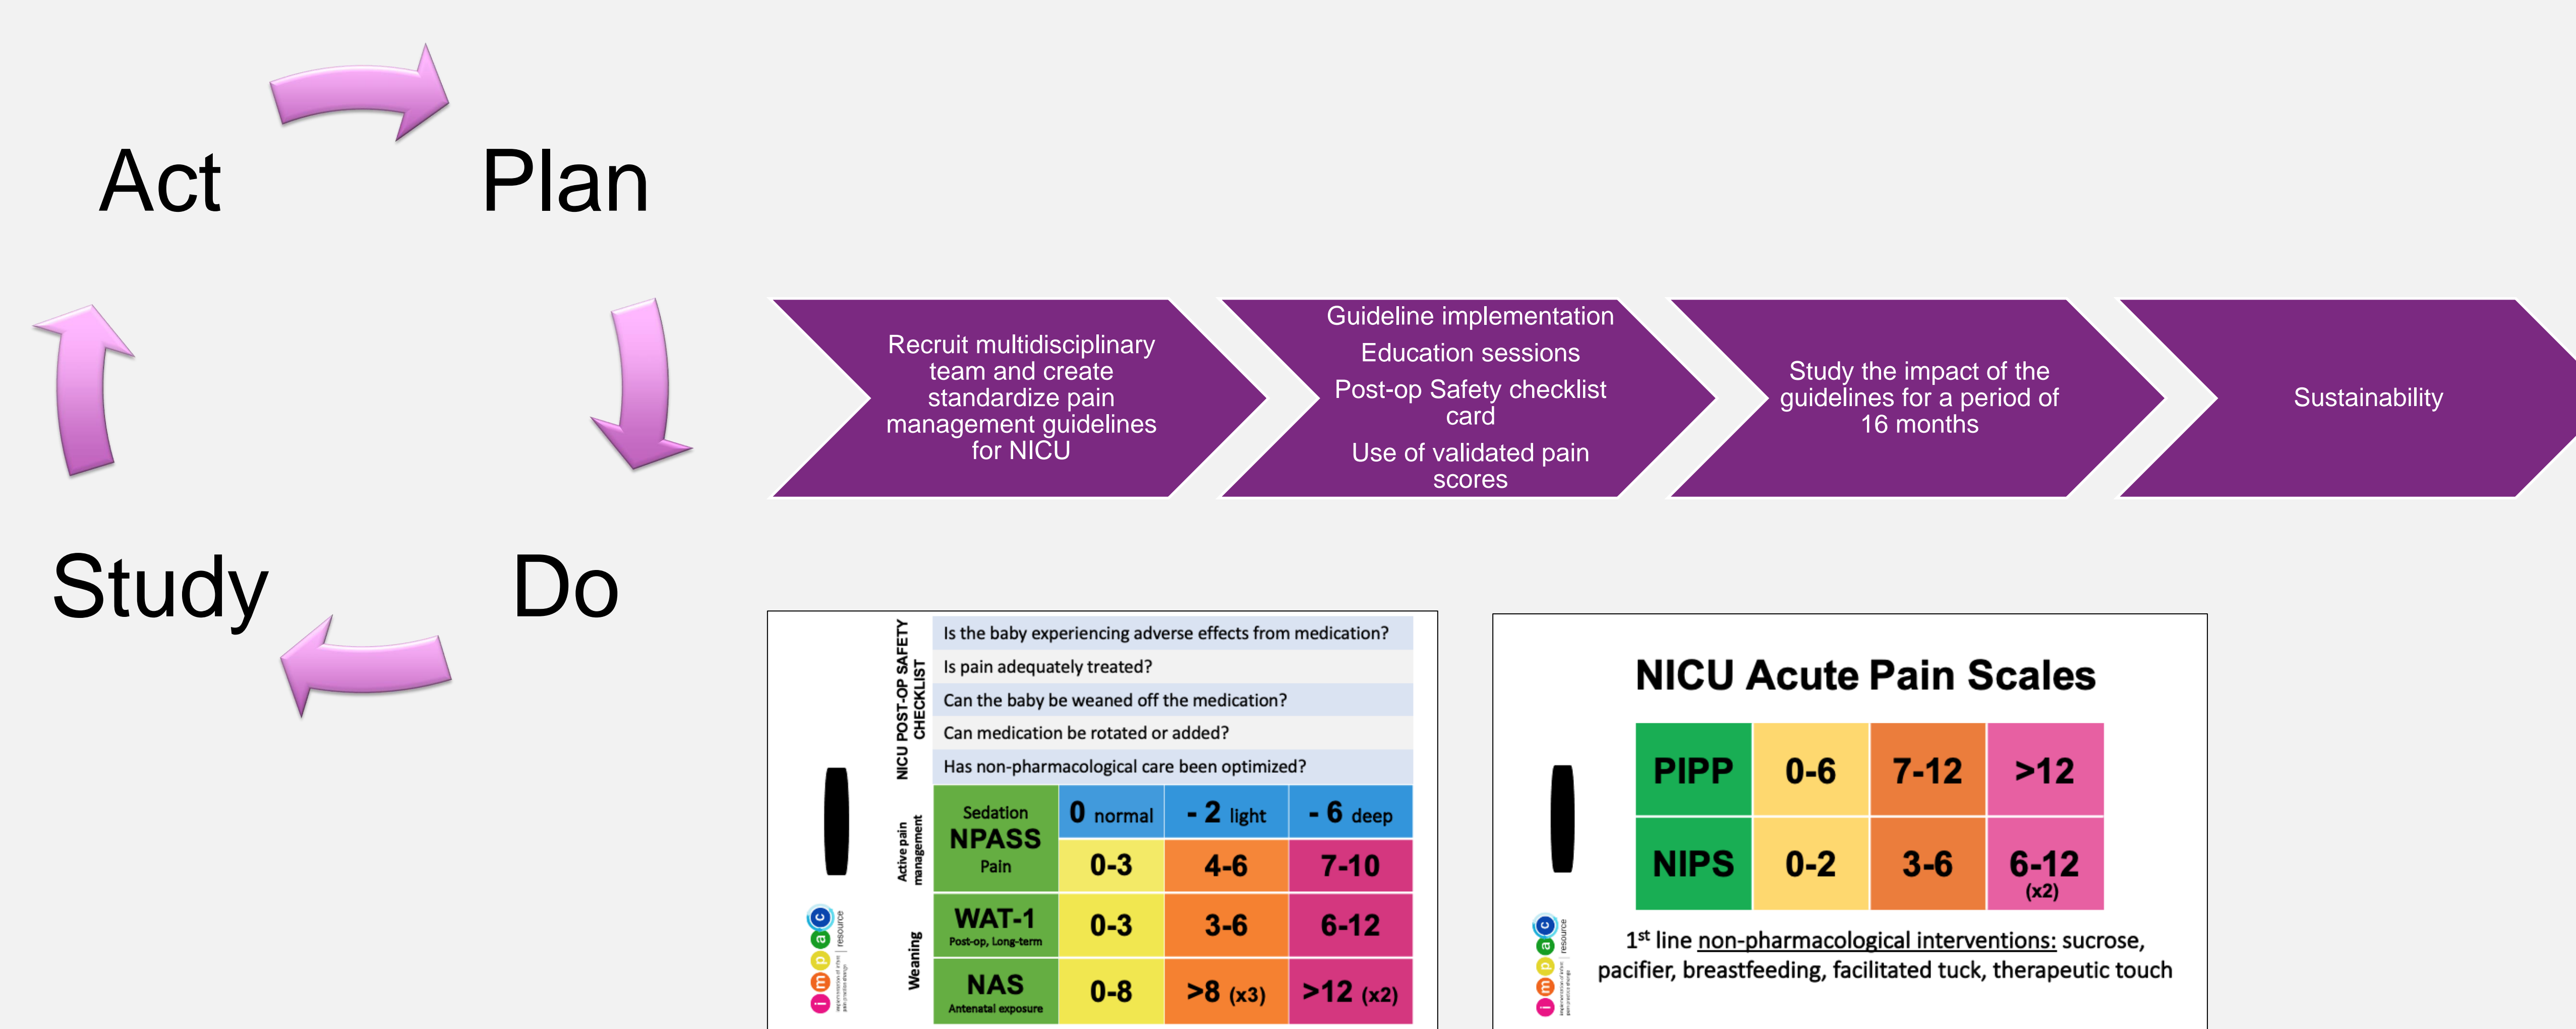 Act
Plan
Study
Do
Recruit multidisciplinary
team and create
standardize pain
management guidelines
for NICU
Guideline implementation
Education sessions
Post-op Safety checklist
card
Use of validated pain
scores
Study the impact of the
guidelines for a period of
16 months
Sustainability
NICU POST-OP SAFETY
CHECKLIST
Is the baby experiencing adverse effects from medication?
Is pain adequately treated?
Can the baby be weaned off the medication?
Can medication be rotated or added?
Has non-pharmacological care been optimized?
Active pain
management
Sedation
NPASS
Pain
0 normal
- 2 light
- 6 deep
0-3
4-6
7-10
Weaning
WAT-1
Post-op, Long-term
0-3
3-6
6-12
NAS
Antenatal exposure
0-8
>8 (x3)
>12 (x2)
impac
resource
NICU Acute Pain Scales
PIPP
0-6
7-12
>12
NIPS
0-2
3-6
6-12
(x2)
1st line non-pharmacological interventions: sucrose,
pacifier, breastfeeding, facilitated tuck, therapeutic touch
impac
resource